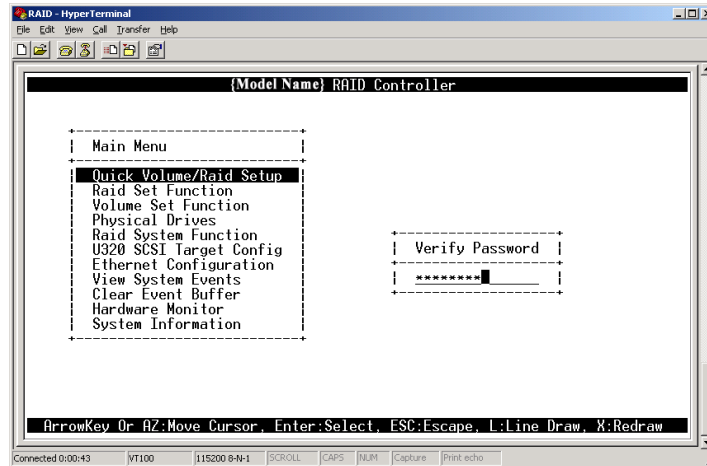 RAID - HyperTerminal
File Edit View Call Transfer Help
{Model Name} RAID Controller
Main Menu
Quick Volume/Raid Setup
Raid Set Function
Volume Set Function
Physical Drives
Raid System Function
U320 SCSI Target Config
Ethernet Configuration
View System Events
Clear Event Buffer
Hardware Monitor
System Information
Verify Password
********
ArrowKey Or AZ:Move Cursor, Enter:Select, ESC:Escape, L:Line Draw, X:Redraw
Connected 0:00:43 VT100 115200 8-N-1 SCROLL CAPS NUM Capture Print echo